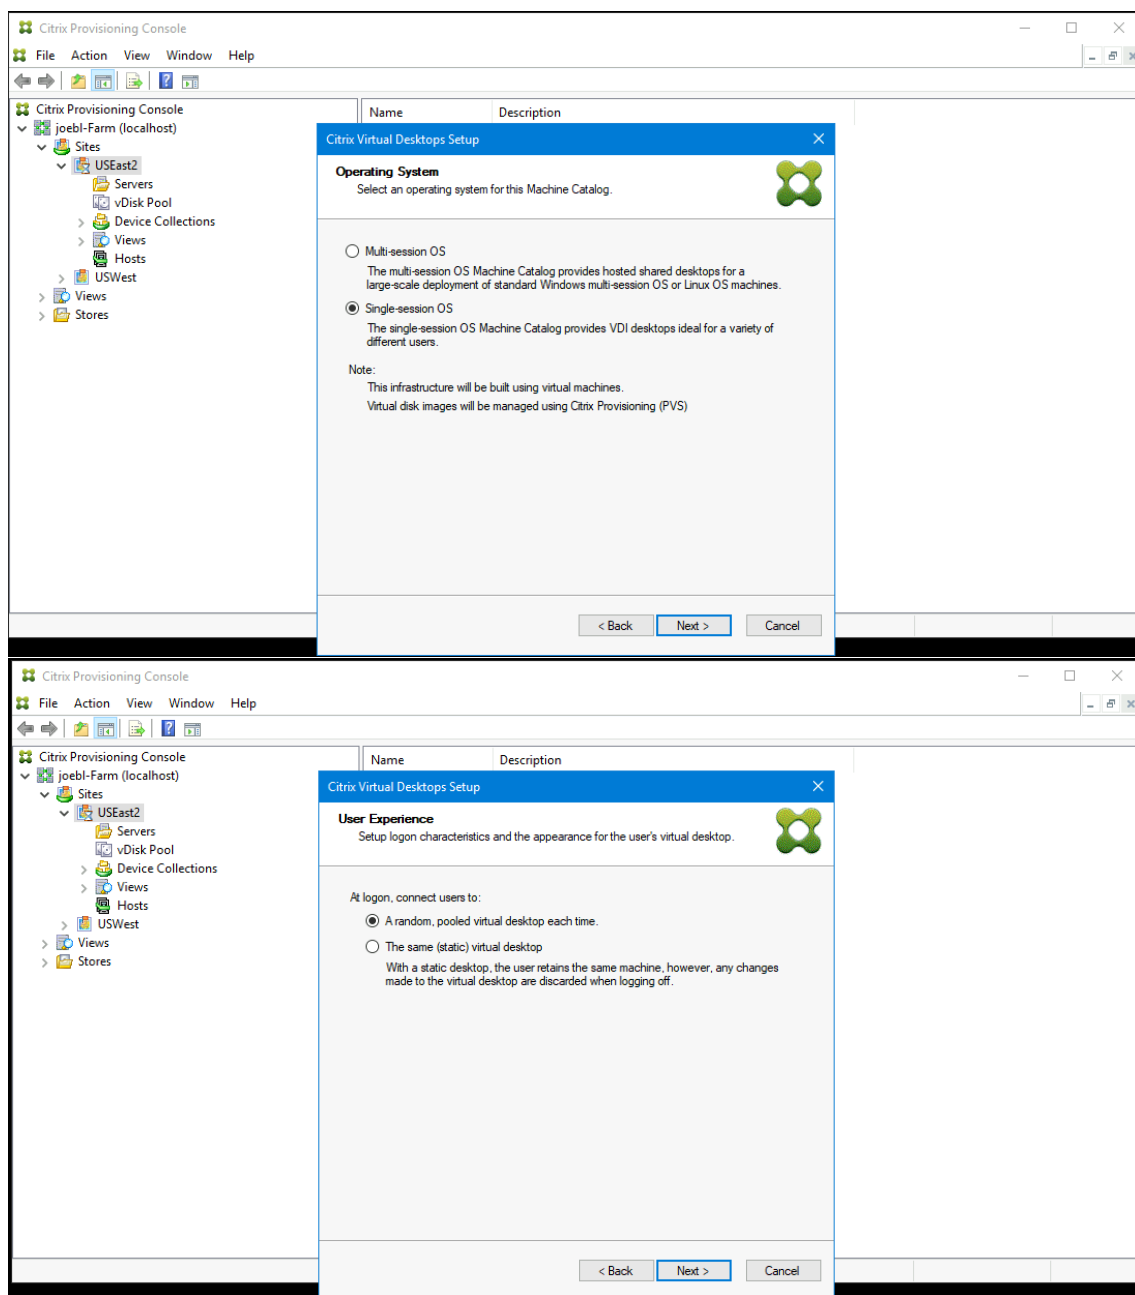 Citrix Provisioning Console
File Action View Window Help
Citrix Provisioning Console
joebl-Farm (localhost)
Sites
USEast2
Servers
vDisk Pool
Device Collections
Views
Hosts
USWest
Views
Stores
Name Description
Citrix Virtual Desktops Setup
Operating System
Select an operating system for this Machine Catalog.
Multi-session OS
The multi-session OS Machine Catalog provides hosted shared desktops for a
large-scale deployment of standard Windows multi-session OS or Linux OS machines.
Single-session OS
The single-session OS Machine Catalog provides VDI desktops ideal for a variety of
different users.
Note:
This infrastructure will be built using virtual machines.
Virtual disk images will be managed using Citrix Provisioning (PVS)
< Back Next > Cancel
Citrix Provisioning Console
File Action View Window Help
Citrix Provisioning Console
joebl-Farm (localhost)
Sites
USEast2
Servers
vDisk Pool
Device Collections
Views
Hosts
USWest
Views
Stores
Name Description
Citrix Virtual Desktops Setup
User Experience
Setup logon characteristics and the appearance for the user's virtual desktop.
At logon, connect users to:
A random, pooled virtual desktop each time.
The same (static) virtual desktop
With a static desktop, the user retains the same machine, however, any changes
made to the virtual desktop are discarded when logging off.
< Back Next > Cancel